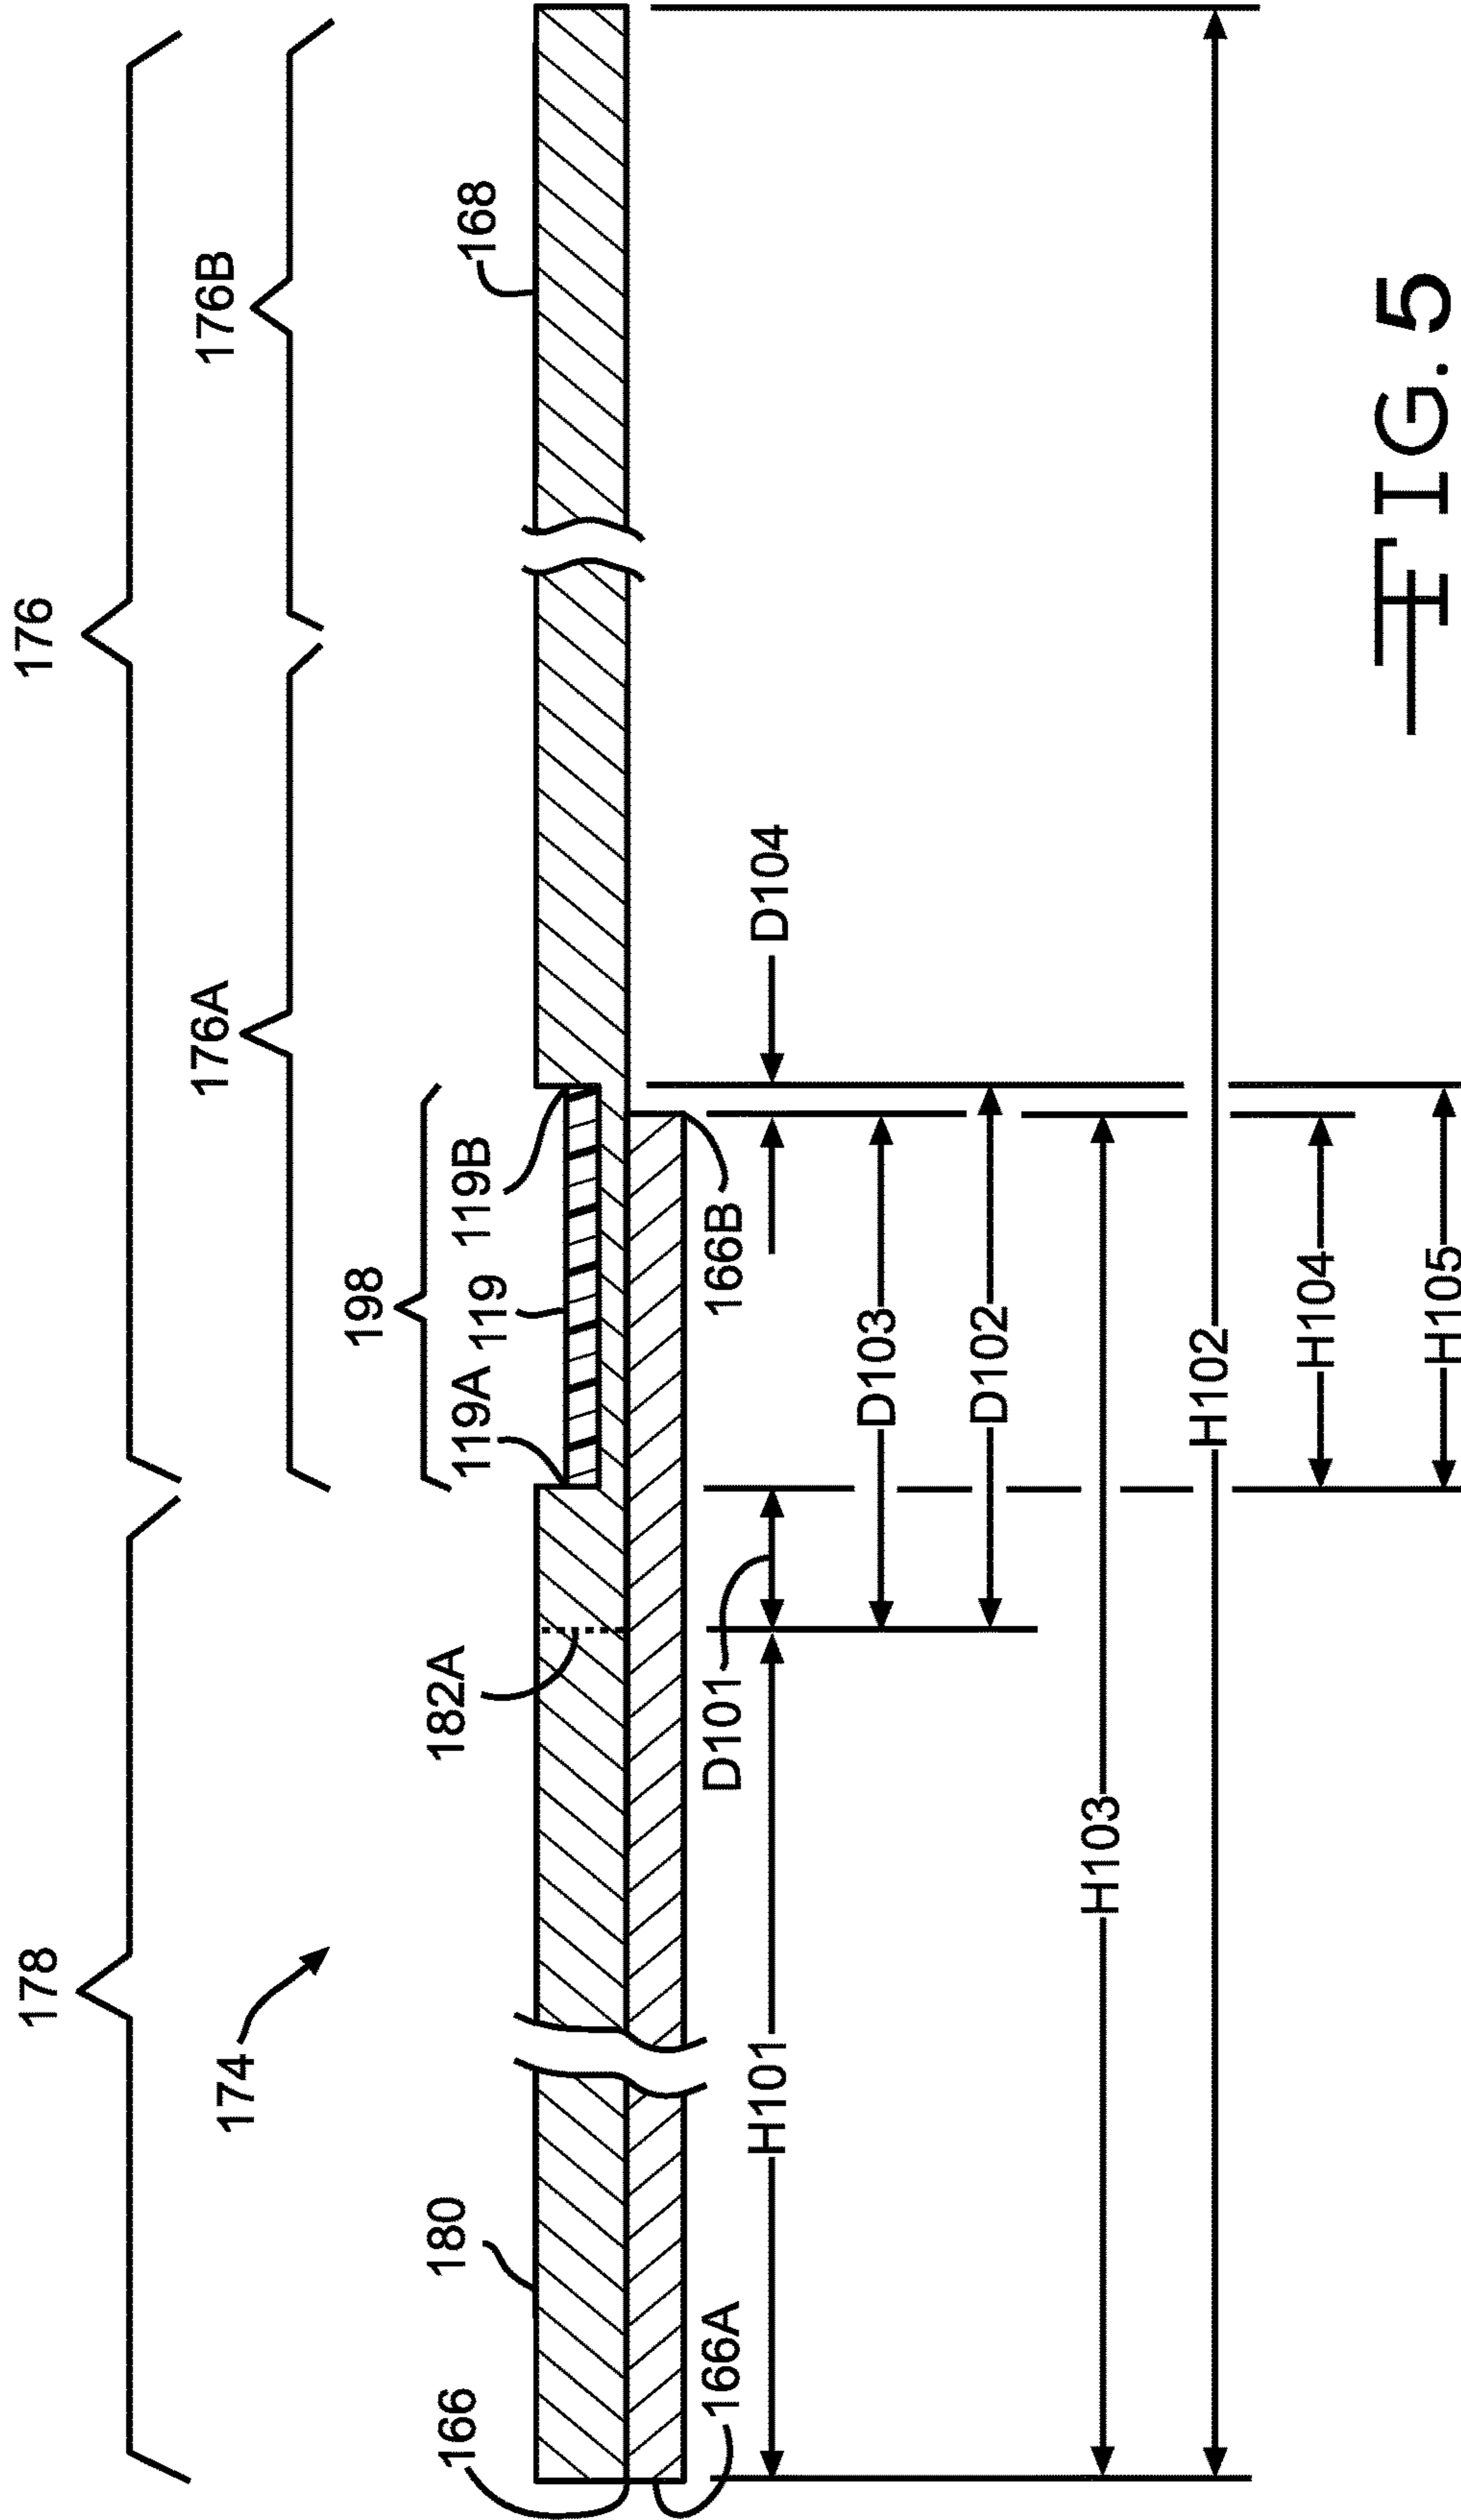 178
176
174
176A
176B
198
166
180
182A
119A
119
119B
168
166A
D101
166B
D104
H101
D103
D102
H103
H102
H104
H105
FIG. 5